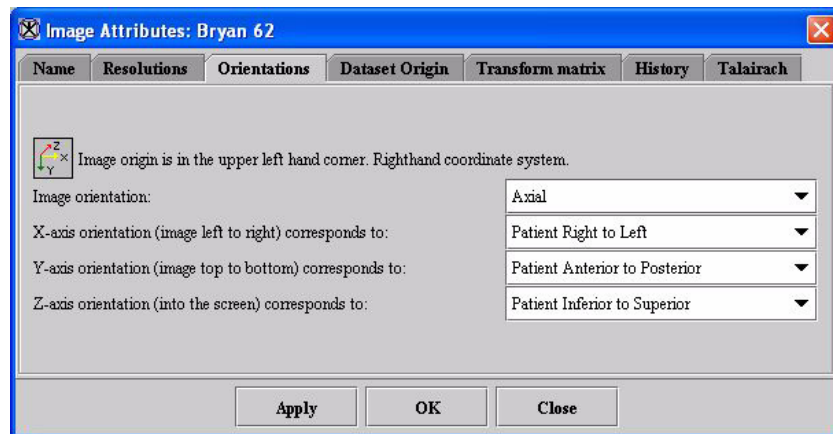 Image Attributes: Bryan 62
Name Resolutions Orientations Dataset Origin Transform matrix History Talairach
Z
X
Y
Image origin is in the upper left hand corner. Righthand coordinate system.
Image orientation: Axial
X-axis orientation (image left to right) corresponds to: Patient Right to Left
Y-axis orientation (image top to bottom) corresponds to: Patient Anterior to Posterior
Z-axis orientation (into the screen) corresponds to: Patient Inferior to Superior
Apply OK Close